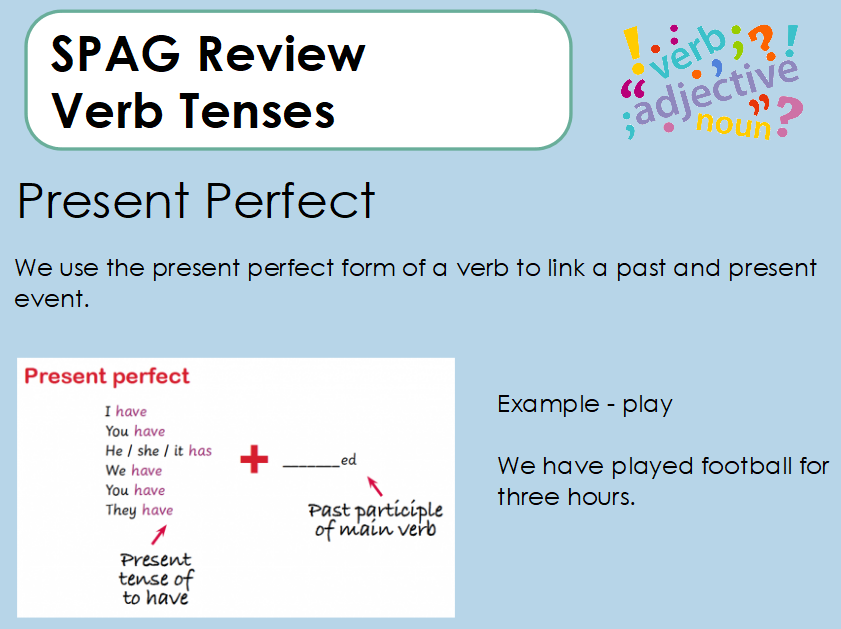 SPAG Review
Verb Tenses
! verb ; ? !
“ adjective
; noun ” ?
Present Perfect
We use the present perfect form of a verb to link a past and present
event.
Present perfect
I have
You have
He / she / it has
We have
You have
They have
+
_______ed
Past participle
of main verb
Present
tense of
to have
Example - play
We have played football for
three hours.